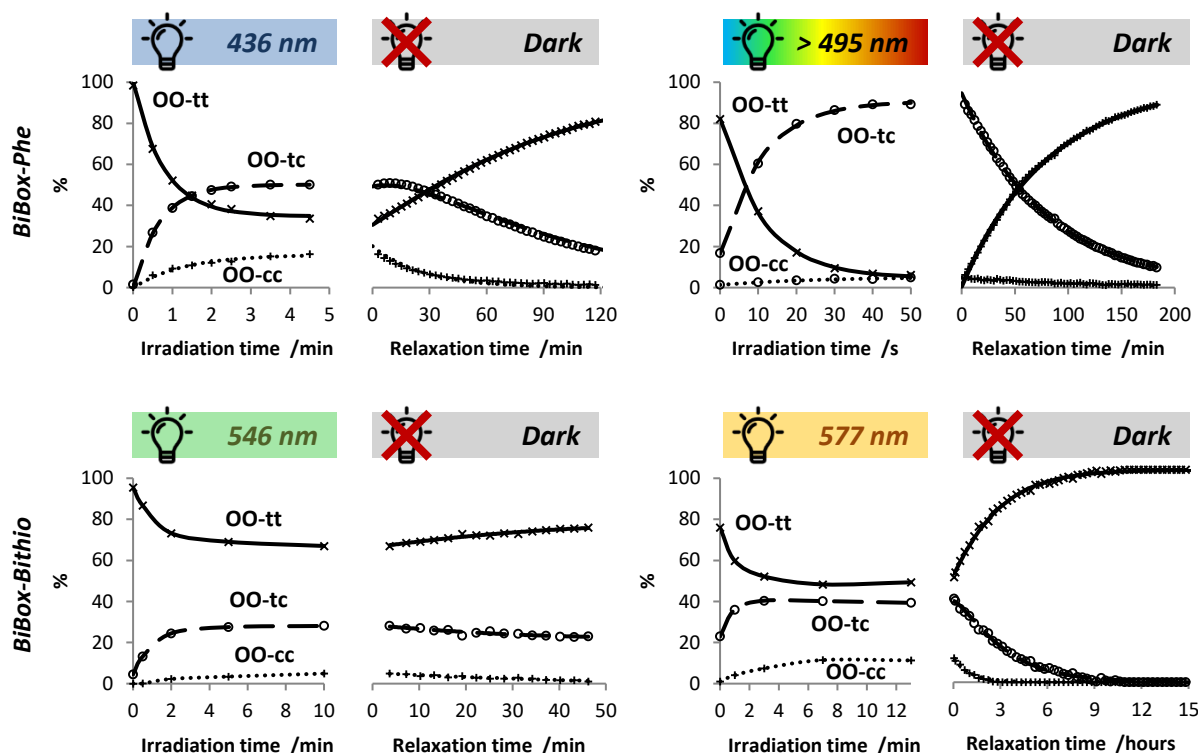 436 nm
Dark
> 495 nm
Dark
BiBox-Phe
%
100
80
60
40
20
0
OO-tt
OO-tc
OO-cc
0 1 2 3 4 5
Irradiation time /min
0 30 60 90 120
Relaxation time /min
%
100
80
60
40
20
0
OO-tt
OO-tc
OO-cc
0 10 20 30 40 50
Irradiation time /s
0 50 100 150 200
Relaxation time /min
546 nm
Dark
577 nm
Dark
BiBox-Bithio
%
100
80
60
40
20
0
OO-tt
OO-tc
OO-cc
0 2 4 6 8 10
Irradiation time /min
0 10 20 30 40 50
Relaxation time /min
%
100
80
60
40
20
0
OO-tt
OO-tc
OO-cc
0 3 6 9 12
Irradiation time /min
0 3 6 9 12 15
Relaxation time /hours